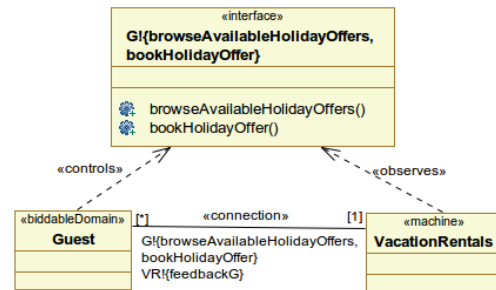 «interface»
G!{browseAvailableHolidayOffers,
bookHolidayOffer}
browseAvailableHolidayOffers()
bookHolidayOffer()
«controls»
«observes»
«biddableDomain»
Guest
[*]
«connection»
[1]
G!{browseAvailableHolidayOffers,
bookHolidayOffer}
VR!{feedbackG}
«machine»
VacationRentals